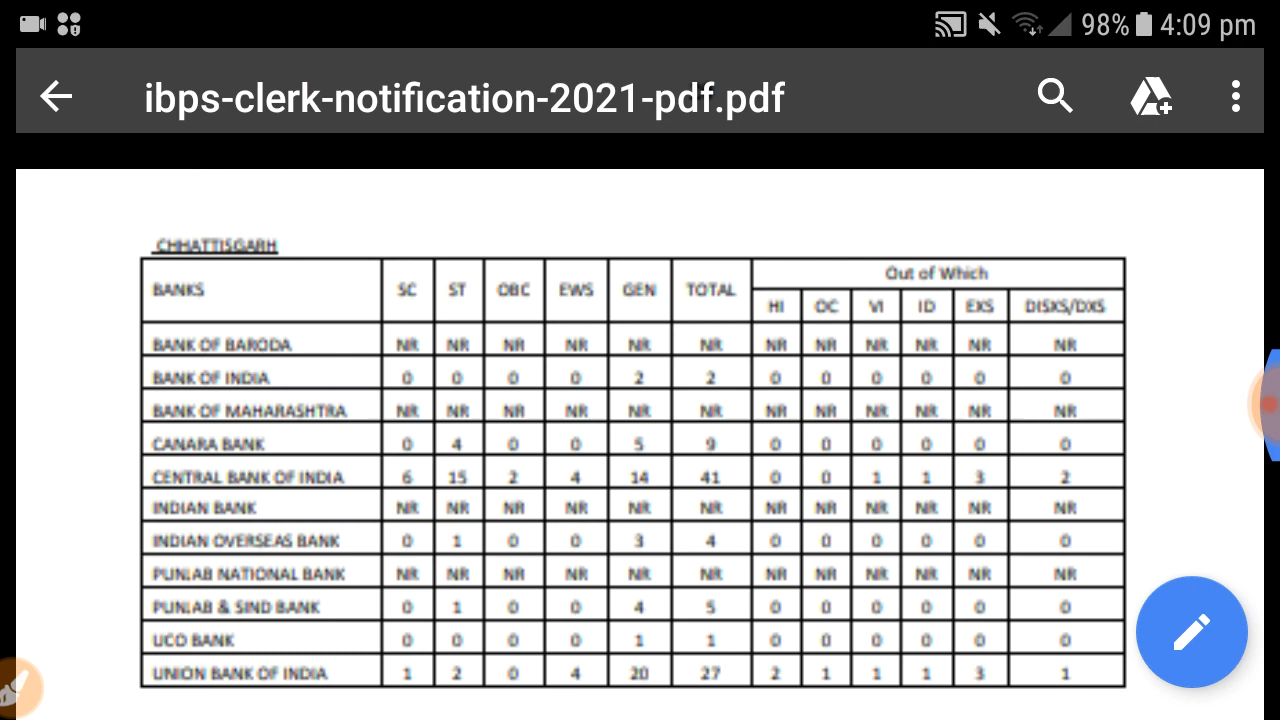 98% 4:09 pm
ibps-clerk-notification-2021-pdf.pdf
CHHATTISGARH
BANKS SC ST OBC EWS GEN TOTAL Out of Which
HI OC VI ID EXS DISXS/DXS
BANK OF BARODA NR NR NR NR NR NR NR NR NR NR NR NR
BANK OF INDIA 0 0 0 0 2 2 0 0 0 0 0 0
BANK OF MAHARASHTRA NR NR NR NR NR NR NR NR NR NR NR NR
CANARA BANK 0 4 0 0 5 9 0 0 0 0 0 0
CENTRAL BANK OF INDIA 6 15 2 4 14 41 0 0 1 1 3 2
INDIAN BANK NR NR NR NR NR NR NR NR NR NR NR NR
INDIAN OVERSEAS BANK 0 1 0 0 3 4 0 0 0 0 0 0
PUNJAB NATIONAL BANK NR NR NR NR NR NR NR NR NR NR NR NR
PUNJAB & SIND BANK 0 1 0 0 4 5 0 0 0 0 0 0
UCO BANK 0 0 0 0 1 1 0 0 0 0 0 0
UNION BANK OF INDIA 1 2 0 4 20 27 2 1 1 1 3 1